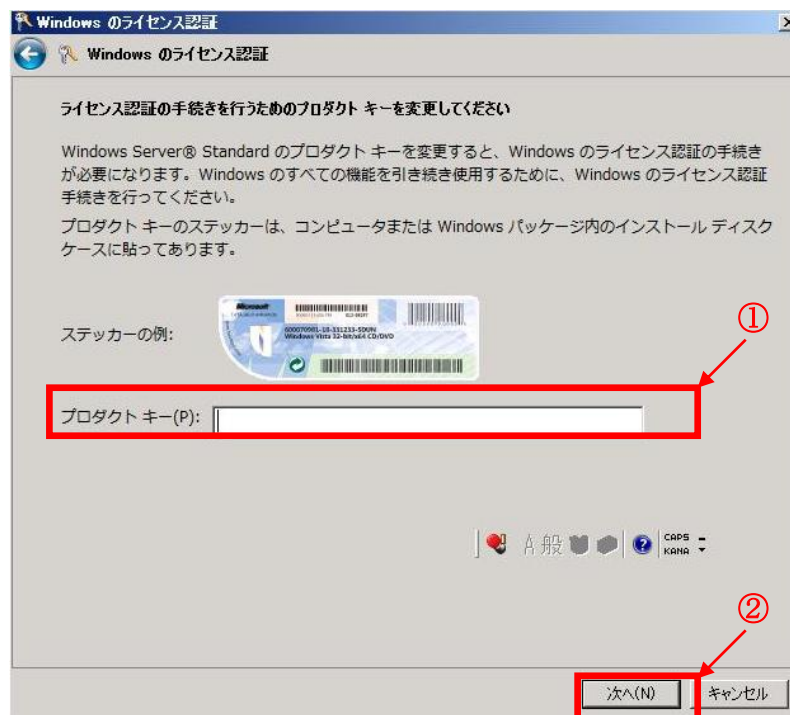 Windows のライセンス認証
Windows のライセンス認証
ライセンス認証の手続きを行うためのプロダクト キーを変更してください
Windows Server® Standard のプロダクト キーを変更すると、Windows のライセンス認証の手続き
が必要になります。Windows のすべての機能を引き続き使用するために、Windows のライセンス認証
手続きを行ってください。
プロダクト キーのステッカーは、コンピュータまたは Windows パッケージ内のインストール ディスク
ケースに貼ってあります。
①
ステッカーの例:
Microsoft
Windows Vista 32-bit/x64 CD/DVD
プロダクト キー(P):
A 般
CAPS
KANA
②
次へ(N)
キャンセル